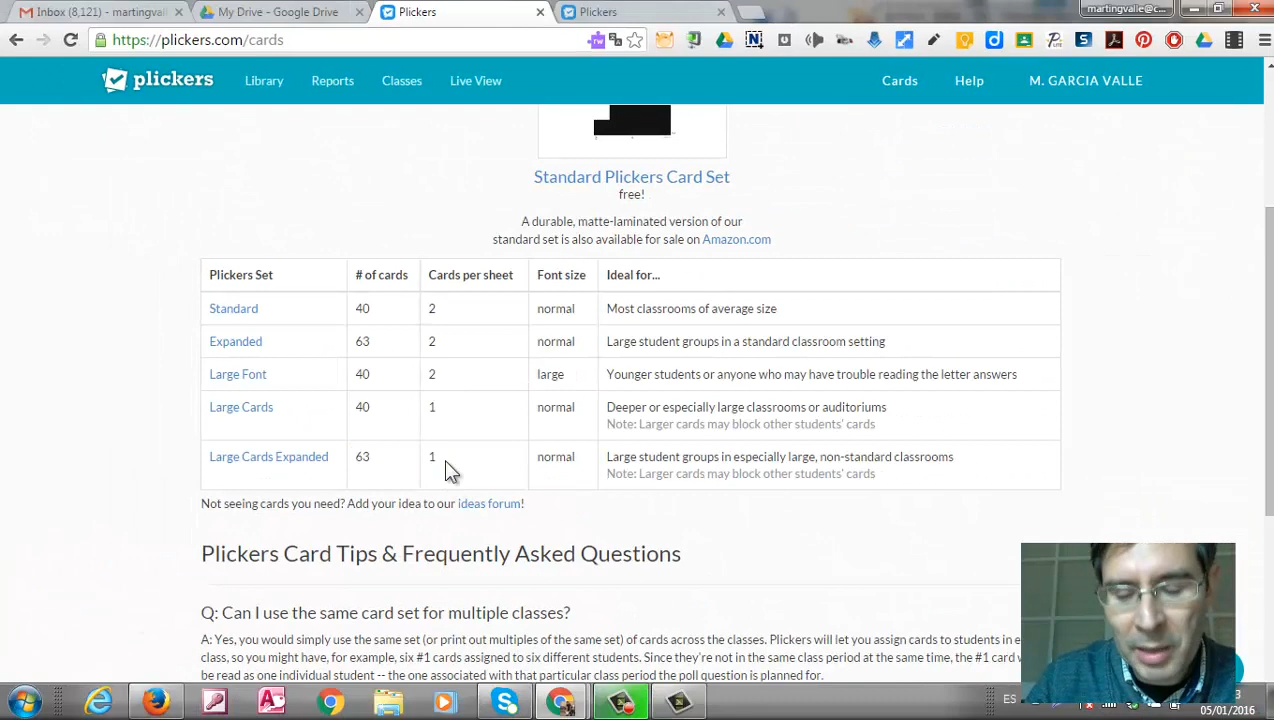 Inbox (8,121) - martingvall
My Drive - Google Drive
Plickers
Plickers
martingvalle@c...
https://plickers.com/cards
plickers
Library
Reports
Classes
Live View
Cards
Help
M. GARCIA VALLE
Standard Plickers Card Set
free!
A durable, matte-laminated version of our
standard set is also available for sale on Amazon.com
Plickers Set # of cards Cards per sheet Font size Ideal for...
Standard 40 2 normal Most classrooms of average size
Expanded 63 2 normal Large student groups in a standard classroom setting
Large Font 40 2 large Younger students or anyone who may have trouble reading the letter answers
Large Cards 40 1 normal Deeper or especially large classrooms or auditoriums
Note: Larger cards may block other students' cards
Large Cards Expanded 63 1 normal Large student groups in especially large, non-standard classrooms
Note: Larger cards may block other students' cards
Not seeing cards you need? Add your idea to our ideas forum!
Plickers Card Tips & Frequently Asked Questions
Q: Can I use the same card set for multiple classes?
A: Yes, you would simply use the same set (or print out multiples of the same set) of cards across the classes. Plickers will let you assign cards to students in e
class, so you might have, for example, six #1 cards assigned to six different students. Since they're not in the same class period at the same time, the #1 card w
be read as one individual student -- the one associated with that particular class period the poll question is planned for.
ES
05/01/2016